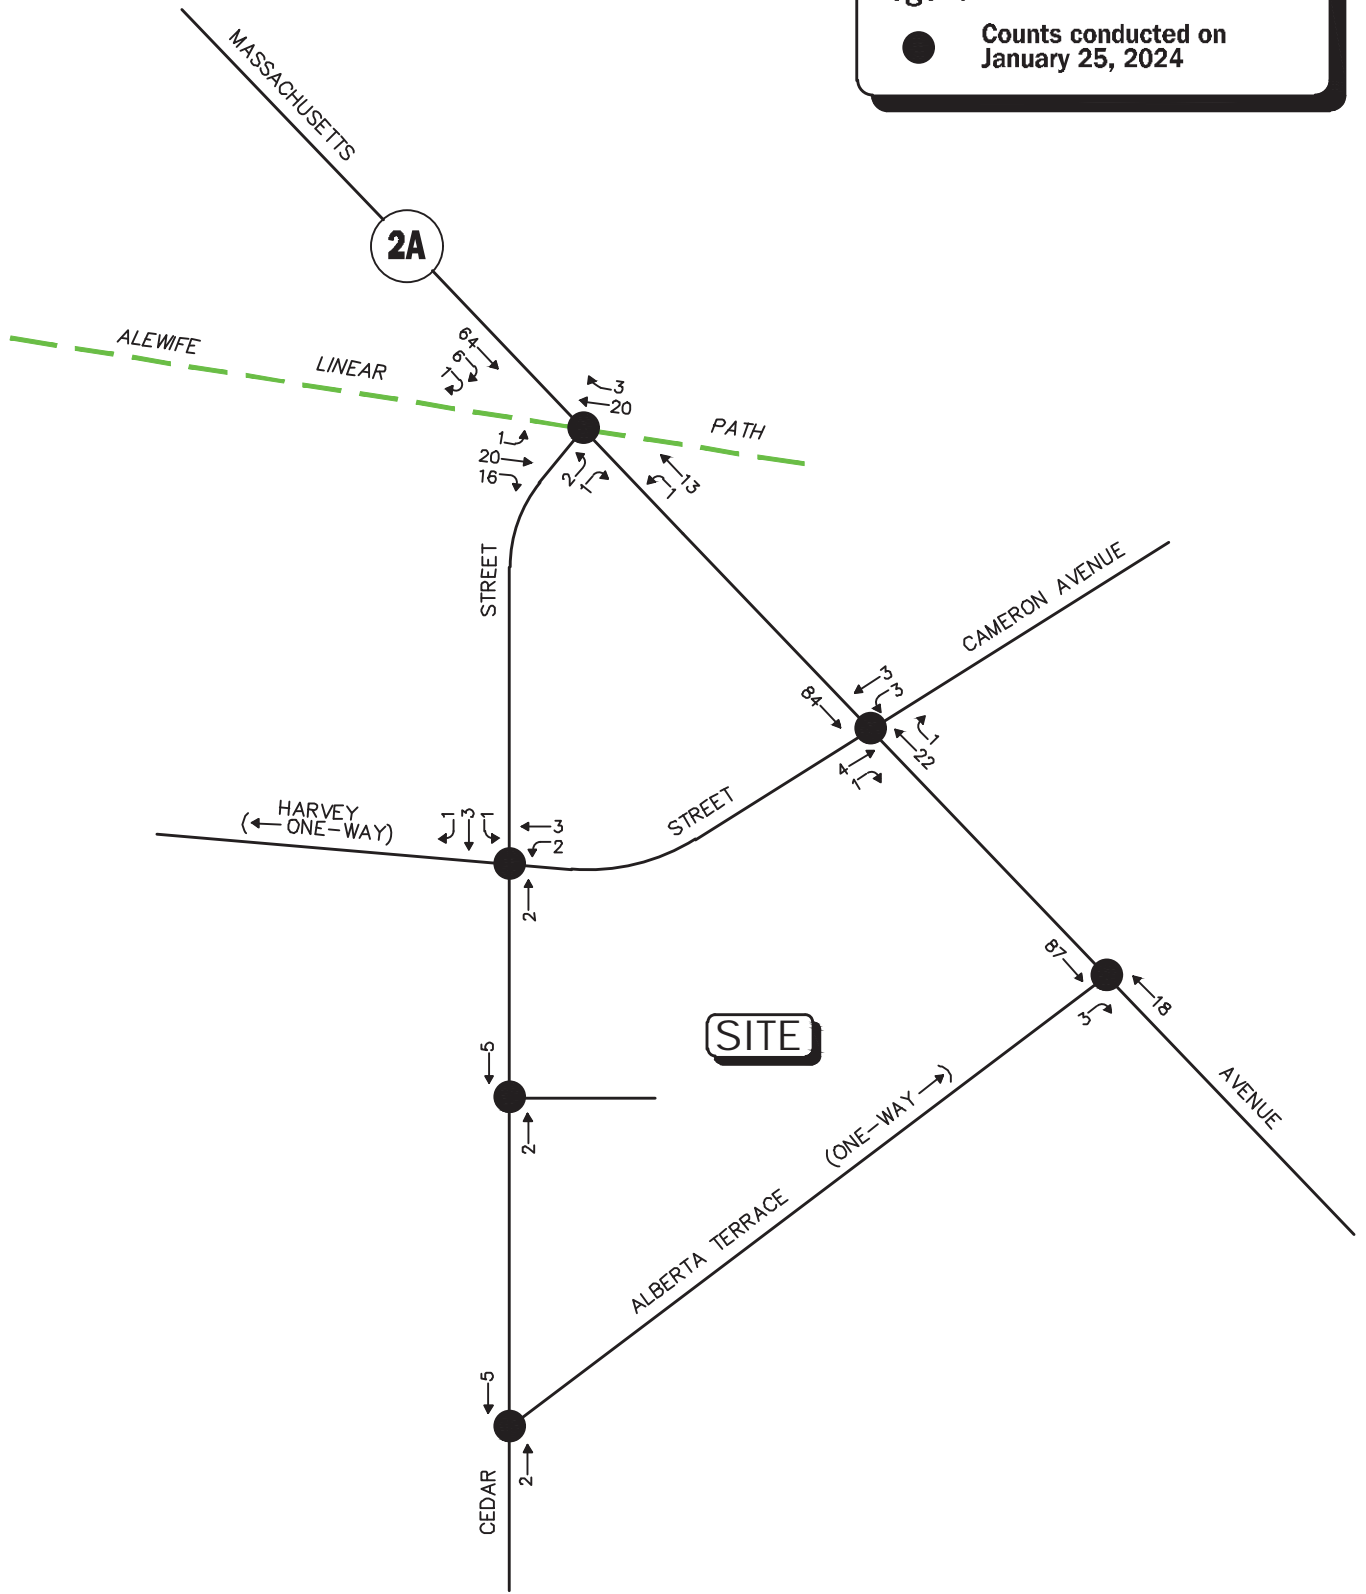 Counts conducted on
January 25, 2024
MASSACHUSETTS
2A
ALEWIFE
LINEAR
PATH
64
6
1
3
20
1
20
16
2
1
13
1
STREET
CAMERON AVENUE
3
3
84
1
22
4
1
STREET
HARVEY
(← ONE-WAY)
1 3 1
3
2
2
87
18
3
SITE
5
2
AVENUE
(ONE-WAY →)
ALBERTA TERRACE
5
2
CEDAR